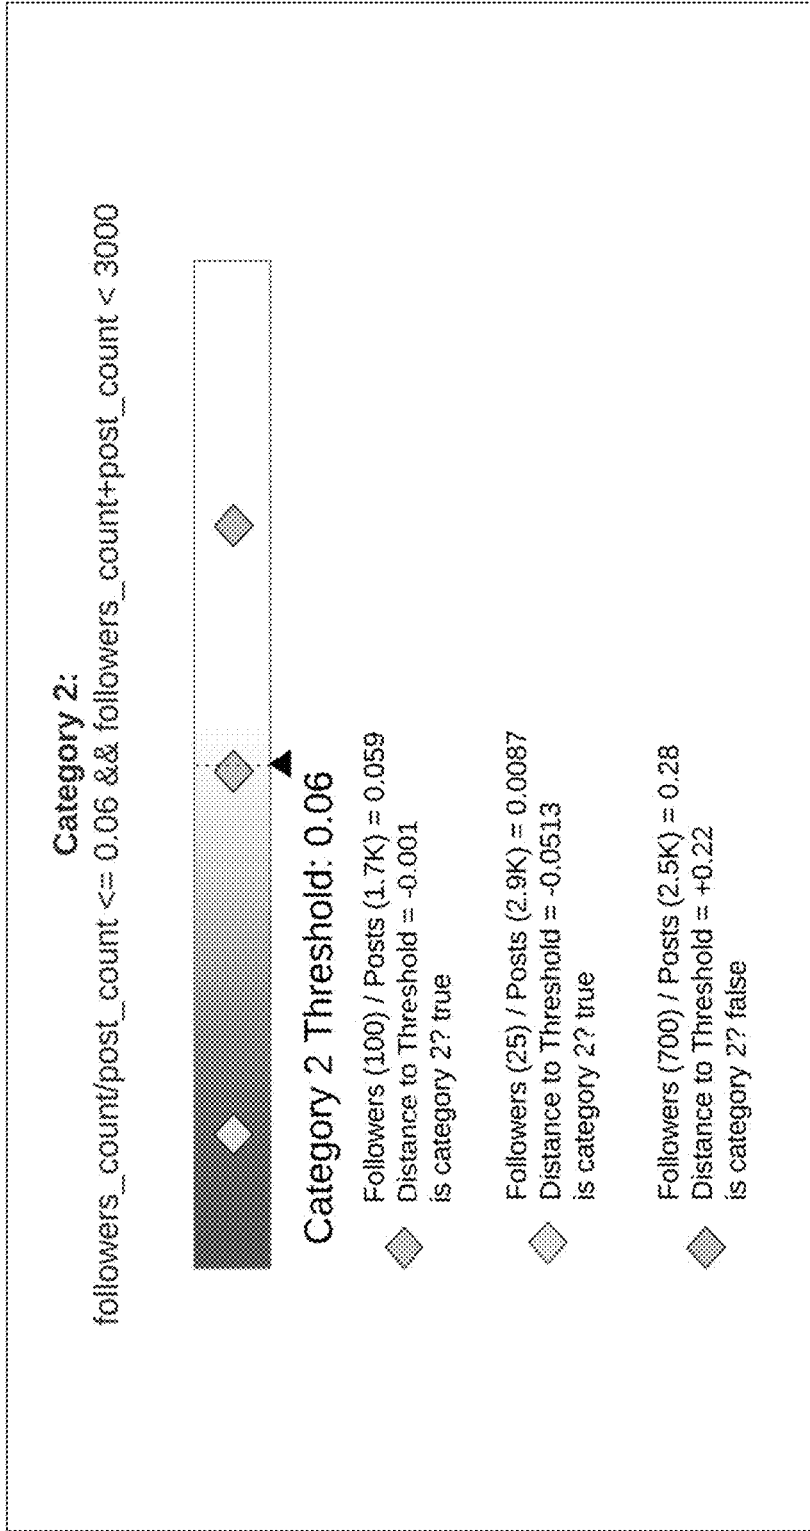 Category 2:
followers_count/post_count <= 0.06 && followers_count+post_count < 3000
Category 2 Threshold: 0.06
Followers (100) / Posts (1.7K) = 0.059
Distance to Threshold = -0.001
is category 2? true
Followers (25) / Posts (2.9K) = 0.0087
Distance to Threshold = -0.0513
is category 2? true
Followers (700) / Posts (2.5K) = 0.28
Distance to Threshold = +0.22
is category 2? false